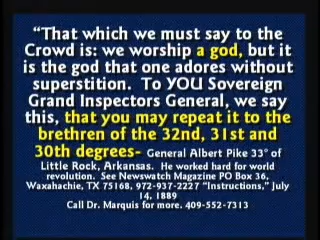 “That which we must say to the
Crowd is: we worship a god, but it
is the god that one adores without
superstition. To YOU Sovereign
Grand Inspectors General, we say
this, that you may repeat it to the
brethren of the 32nd, 31st and
30th degrees- General Albert Pike 33° of
Little Rock, Arkansas. He worked hard for world
revolution. See Newswatch Magazine PO Box 36,
Waxahachie, TX 75168, 972-937-2227 “Instructions,” July
14, 1889
Call Dr. Marquis for more. 409-552-7313